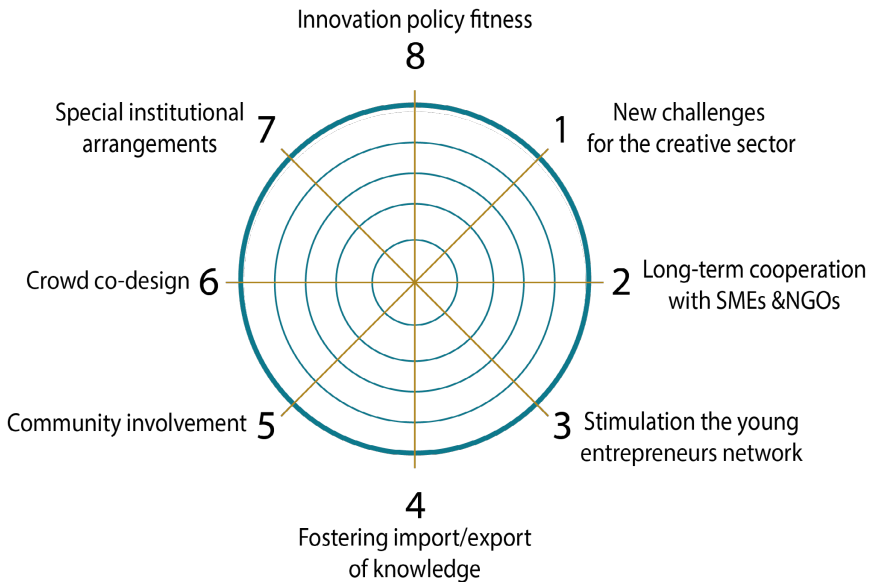 Innovation policy fitness
8
Special institutional
arrangements
7
1
New challenges
for the creative sector
Crowd co-design
6
2
Long-term cooperation
with SMEs &NGOs
Community involvement
5
3
Stimulation the young
entrepreneurs network
4
Fostering import/export
of knowledge